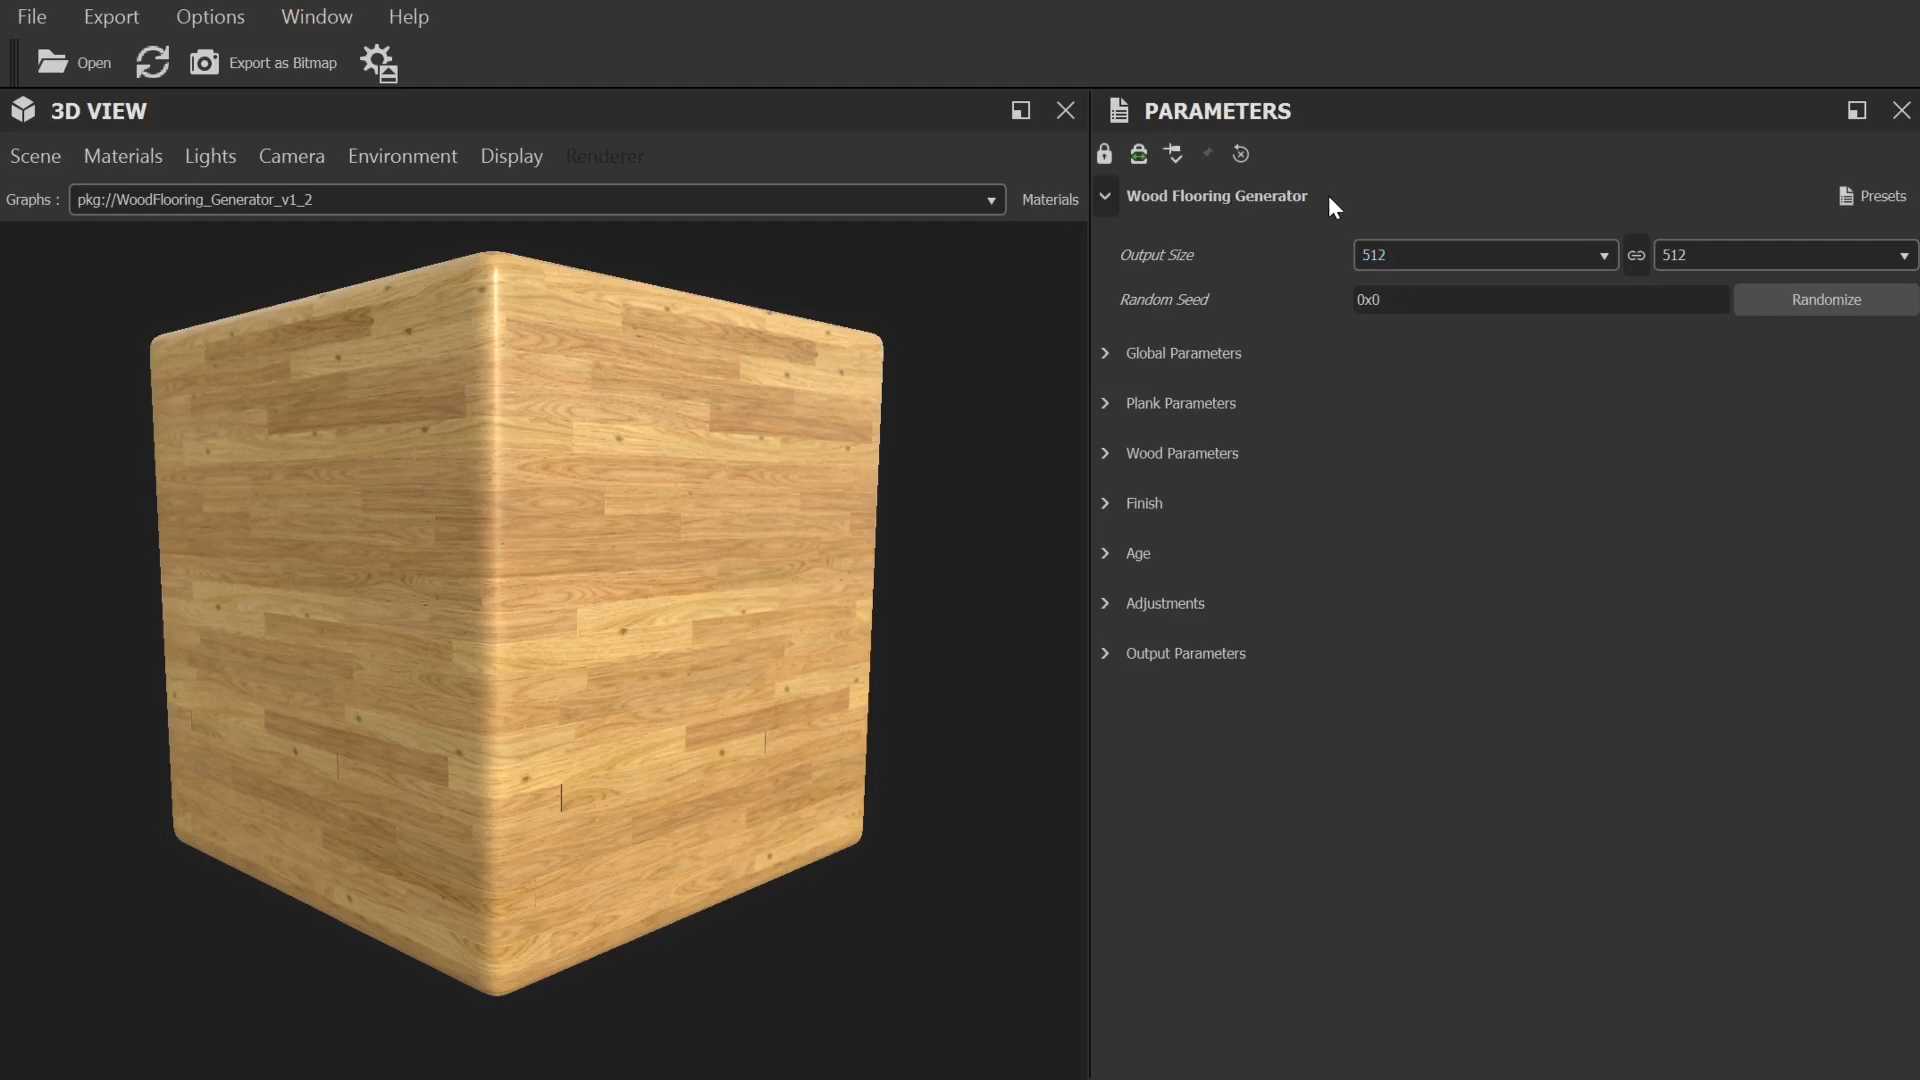 File Export Options Window Help
Open Export as Bitmap
3D VIEW
Scene Materials Lights Camera Environment Display Renderer
Graphs : pkg://WoodFlooring_Generator_v1_2 Materials
PARAMETERS
Wood Flooring Generator Presets
Output Size 512 512
Random Seed 0x0 Randomize
Global Parameters
Plank Parameters
Wood Parameters
Finish
Age
Adjustments
Output Parameters